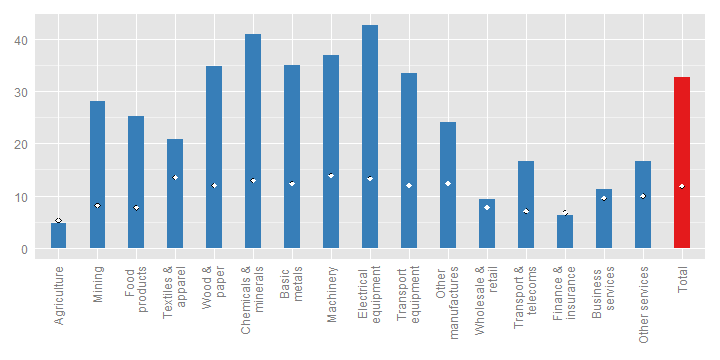 40
30
20
10
0
Agriculture
Mining
Food
products
Textiles &
apparel
Wood &
paper
Chemicals &
minerals
Basic
metals
Machinery
Electrical
equipment
Transport
equipment
Other
manufactures
Wholesale &
retail
Transport &
telecoms
Finance &
insurance
Business
services
Other services
Total